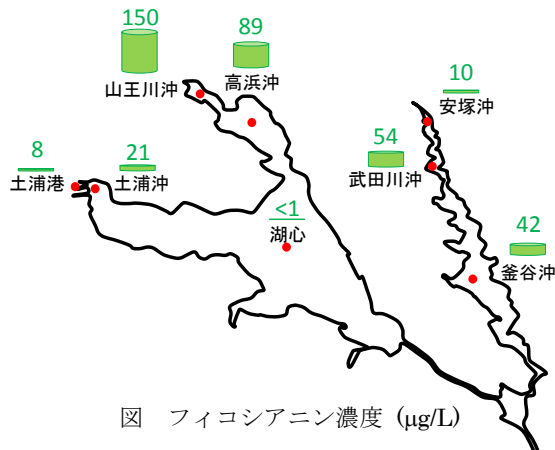 150
山王川沖
89
高浜沖
10
安塚沖
8
土浦港
21
土浦沖
54
武田川沖
<1
湖心
42
釜谷沖
図　フィコシアニン濃度 (μg/L)